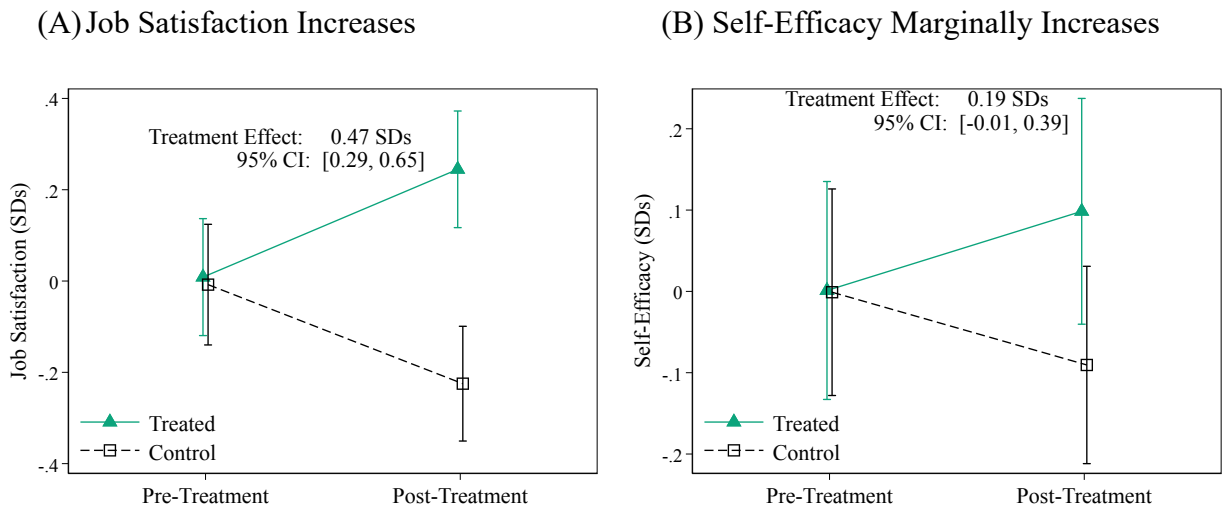 (A) Job Satisfaction Increases
Treatment Effect: 0.47 SDs
95% CI: [0.29, 0.65]
Job Satisfaction (SDs)
.4
.2
0
-.2
-.4
Treated
Control
Pre-Treatment
Post-Treatment
(B) Self-Efficacy Marginally Increases
Treatment Effect: 0.19 SDs
95% CI: [-0.01, 0.39]
Self-Efficacy (SDs)
.2
.1
0
-.1
-.2
Treated
Control
Pre-Treatment
Post-Treatment